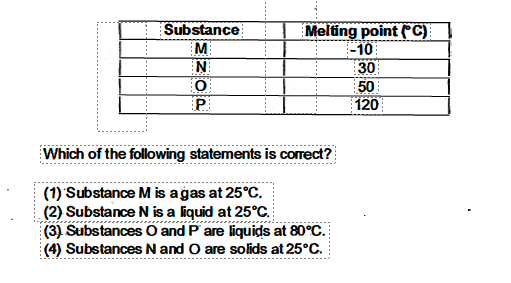 Substance Melting point (°C)
M -10
N 30
O 50
P 120
Which of the following statements is correct?
(1) Substance M is a gas at 25°C.
(2) Substance N is a liquid at 25°C.
(3) Substances O and P are liquids at 80°C.
(4) Substances N and O are solids at 25°C.